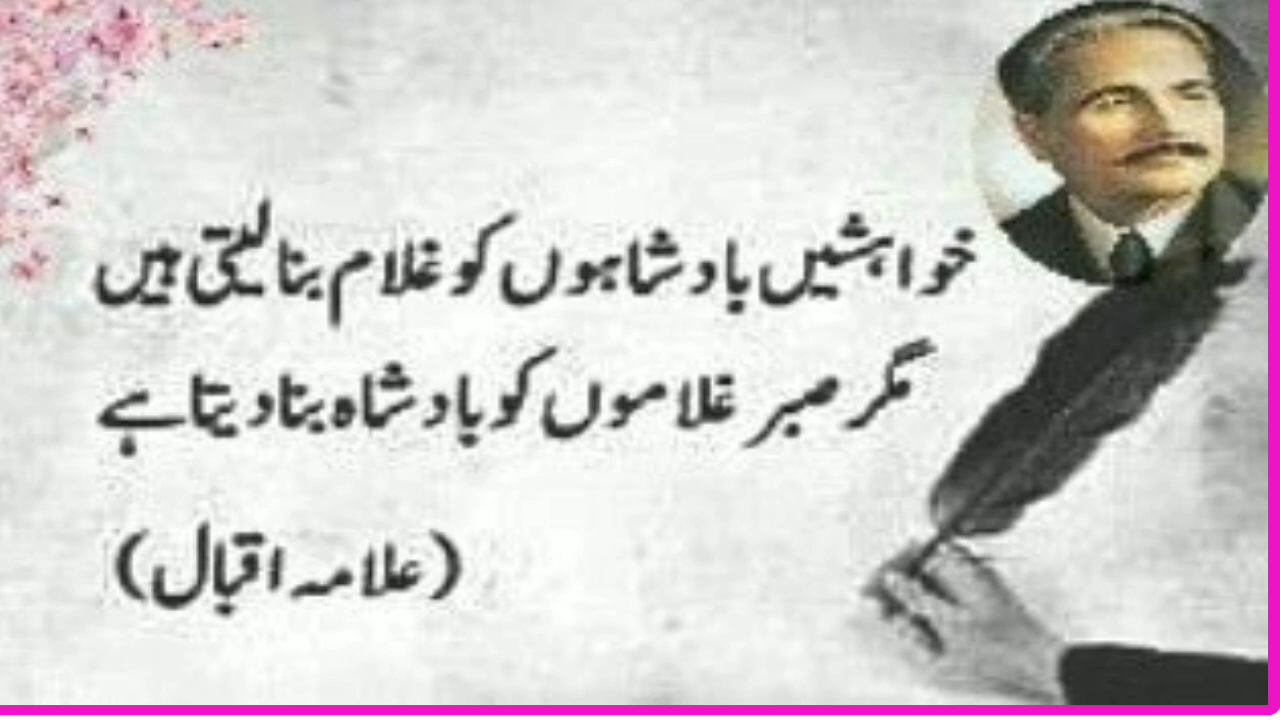 خواہشیں بادشاہوں کو غلام بنا لیتی ہیں
مگر صبر غلاموں کو بادشاہ بنا دیتا ہے
(علامہ اقبال)